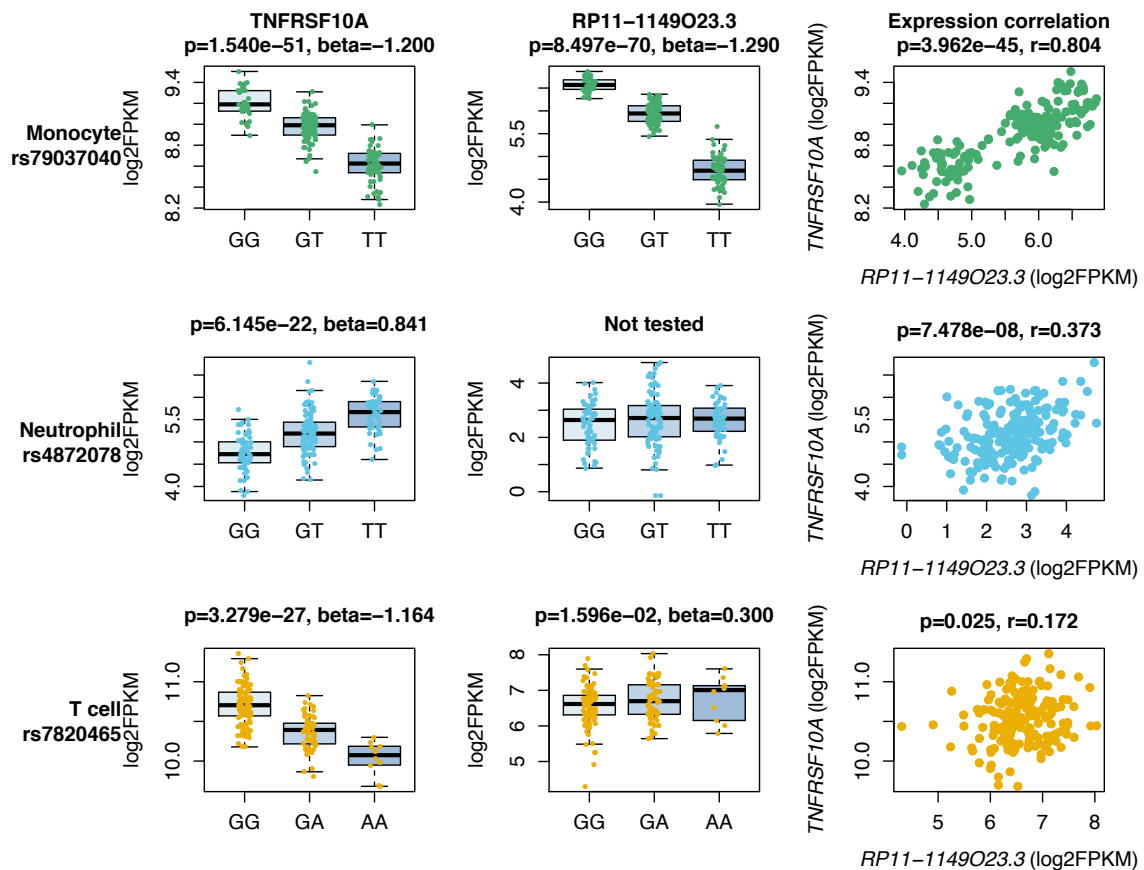 TNFRSF10A
p=1.540e−51, beta=−1.200
RP11−1149O23.3
p=8.497e−70, beta=−1.290
Expression correlation
p=3.962e−45, r=0.804
Monocyte
rs79037040
log2FPKM
9.4
8.8
8.2
GG GT TT
log2FPKM
5.5
4.0
GG GT TT
TNFRSF10A (log2FPKM)
9.4
8.8
8.2
4.0 5.0 6.0
RP11−1149O23.3 (log2FPKM)
p=6.145e−22, beta=0.841
Not tested
p=7.478e−08, r=0.373
Neutrophil
rs4872078
log2FPKM
5.5
4.0
GG GT TT
log2FPKM
4
2
0
GG GT TT
TNFRSF10A (log2FPKM)
5.5
4.0
0 1 2 3 4
RP11−1149O23.3 (log2FPKM)
p=3.279e−27, beta=−1.164
p=1.596e−02, beta=0.300
p=0.025, r=0.172
T cell
rs7820465
log2FPKM
11.0
10.0
GG GA AA
log2FPKM
8
7
6
5
GG GA AA
TNFRSF10A (log2FPKM)
11.0
10.0
5 6 7 8
RP11−1149O23.3 (log2FPKM)